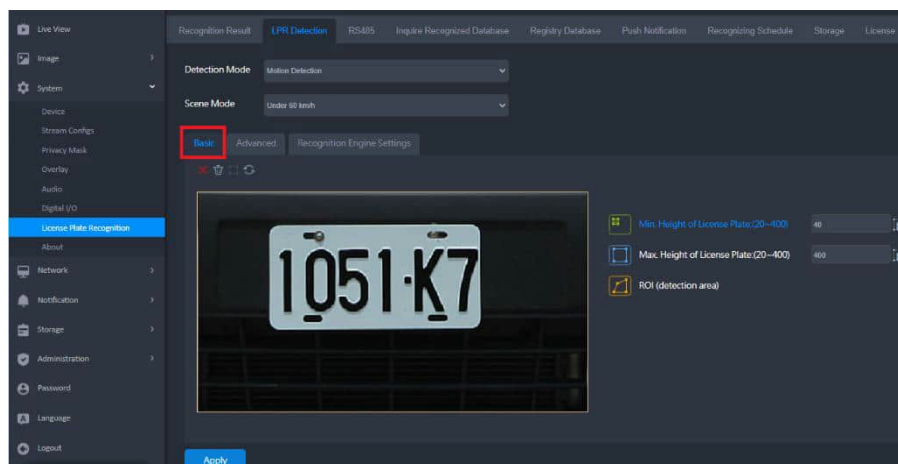 Live View
Image
System
Device
Stream Configs
Privacy Mask
Overlay
Audio
Digital I/O
License Plate Recognition
About
Network
Notification
Storage
Administration
Password
Language
Logout
Recognition Result LPR Detection RS485 Inquire Recognized Database Registry Database Push Notification Recognizing Schedule Storage License
Detection Mode Motion Detection
Scene Mode Under 60 km/h
Basic Advanced Recognition Engine Settings
1051·K7
Min. Height of License Plate:(20~400) 40
Max. Height of License Plate:(20~400) 400
ROI (detection area)
Apply